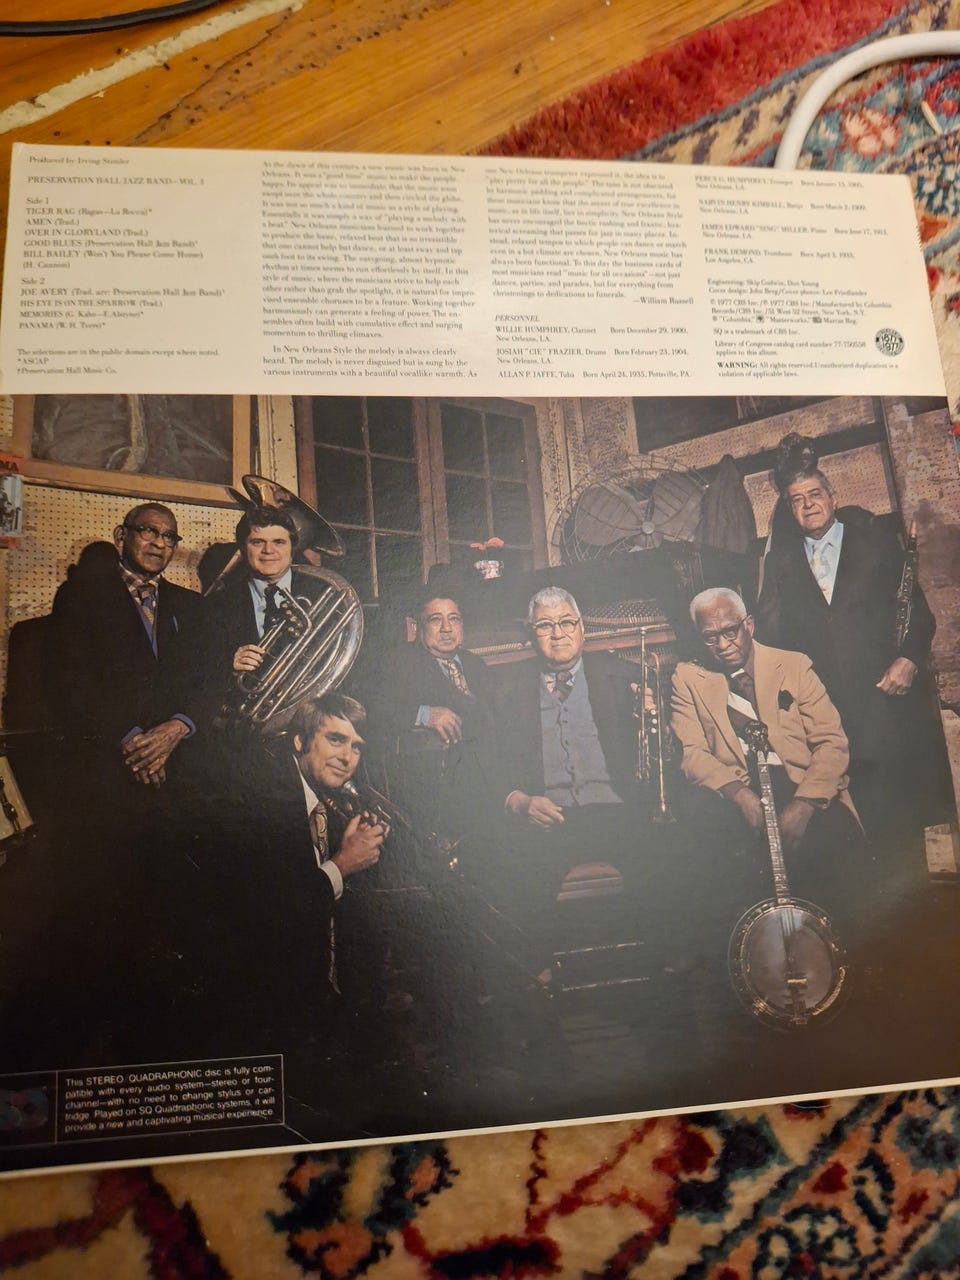 Produced by Irving Stimler
PRESERVATION HALL JAZZ BAND—VOL. I
Side 1
TIGER RAG (Ragas—La Rocca)*
AMEN (Trad.)
OVER IN GLORYLAND (Trad.)
GOOD BLUES (Preservation Hall Jazz Band)†
BILL BAILEY (Won't You Please Come Home)
(H. Cannon)
Side 2
JOE AVERY (Trad. arr: Preservation Hall Jazz Band)†
HIS EYE IS ON THE SPARROW (Trad.)
MEMORIES (G. Kahn—E. Alstyne)*
PANAMA (W. H. Tyers)*
The selections are in the public domain except where noted.
*ASCAP
†Preservation Hall Music Co.
At the dawn of this century, a new music was born in New
Orleans. It was a "good time" music to make the people
happy. Its appeal was so immediate that the music soon
swept over the whole country and then circled the globe.
It was not so much a kind of music as a style of playing.
Essentially it was simply a way of "playing a melody with
a beat." New Orleans musicians learned to work together
to produce the loose, relaxed beat that is so irresistible
that one cannot help but dance, or at least sway and tap
one's foot to its swing. The easygoing, almost hypnotic
rhythm at times seems to run effortlessly by itself. In this
style of music, where the musicians strive to help each
other rather than grab the spotlight, it is natural for impro-
vised ensemble choruses to be a feature. Working together
harmoniously can generate a feeling of power. The en-
sembles often build with cumulative effect and surging
momentum to thrilling climaxes.
In New Orleans Style the melody is always clearly
heard. The melody is never disguised but is sung by the
various instruments with a beautiful vocallike warmth. As
one New Orleans trumpeter expressed it, the idea is to
"play pretty for all the people." The tune is not obscured
by harmonic padding and complicated arrangements, for
these musicians know that the secret of true excellence in
music, as in life itself, lies in simplicity. New Orleans Style
has never encouraged the hectic rushing and frantic, hys-
terical screaming that passes for jazz in many places. In-
stead, relaxed tempos to which people can dance or march
even in a hot climate are chosen. New Orleans music has
always been functional. To this day the business cards of
most musicians read "music for all occasions"—not just
dances, parties, and parades, but for everything from
christenings to dedications to funerals.
—William Russell
PERSONNEL
WILLIE HUMPHREY, Clarinet Born December 29, 1900,
New Orleans, LA.
JOSIAH "CIE" FRAZIER, Drums Born February 23, 1904,
New Orleans, LA.
ALLAN P. JAFFE, Tuba Born April 24, 1935, Pottsville, PA.
PERCY G. HUMPHREY, Trumpet Born January 13, 1905,
New Orleans, LA.
NARVIN HENRY KIMBALL, Banjo Born March 2, 1909,
New Orleans, LA.
JAMES EDWARD "SING" MILLER, Piano Born June 17, 1913,
New Orleans, LA.
FRANK DEMOND, Trombone Born April 3, 1933,
Los Angeles, CA.
Engineering: Skip Godwin, Don Young
Cover design: John Berg/Cover photos: Lee Friedlander
© 1977 CBS Inc./℗ 1977 CBS Inc./Manufactured by Columbia
Records/CBS Inc./51 West 52 Street, New York, N.Y.
® "Columbia," "Masterworks," Marcas Reg.
SQ is a trademark of CBS Inc.
Library of Congress catalog card number 77-750558
applies to this album.
WARNING: All rights reserved. Unauthorized duplication is a
violation of applicable laws.
1877
1977
This STEREO/QUADRAPHONIC disc is fully com-
patible with every audio system—stereo or four-
channel—with no need to change stylus or car-
tridge. Played on SQ Quadraphonic systems, it will
provide a new and captivating musical experience.